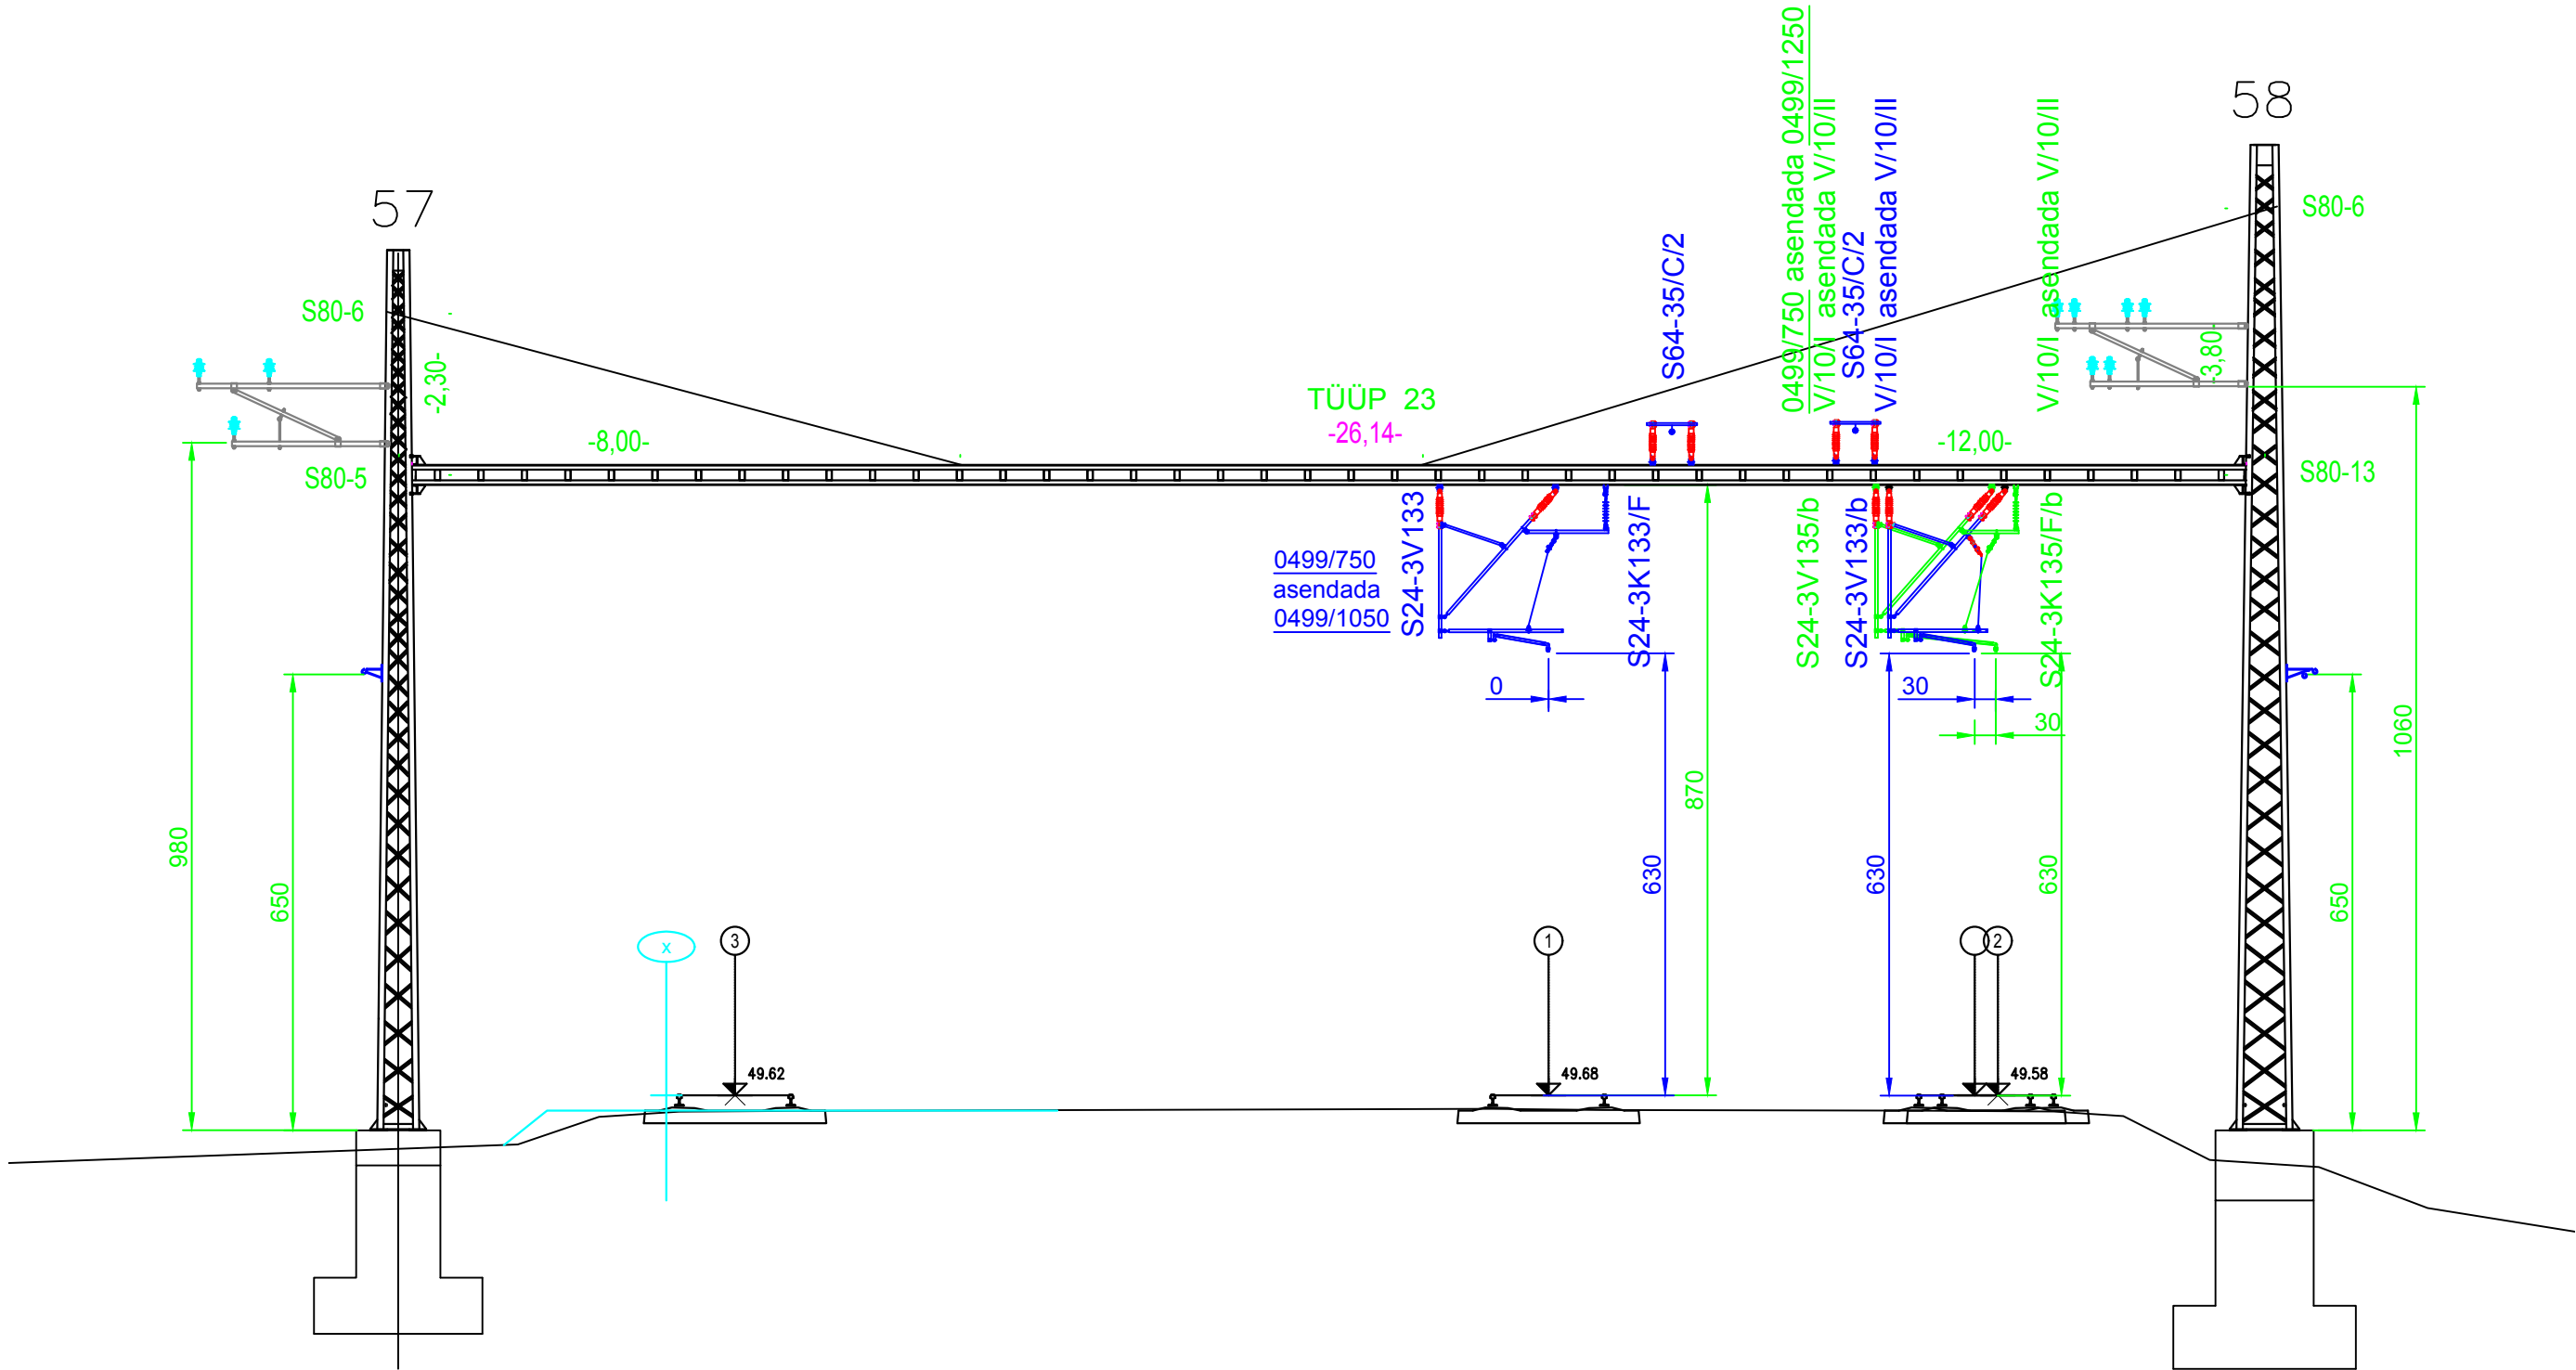 57
58
S80-6
S80-6
-2,30-
-3,80-
S64-35/C/2
0499/750 asendada 0499/1250
V/10/I asendada V/10/II
S64-35/C/2
V/10/I asendada V/10/II
V/10/I asendada V/10/II
TÜÜP 23
-26,14-
-8,00-
-12,00-
S80-5
S80-13
0499/750
asendada
0499/1050
S24-3V133
S24-3K133/F
S24-3V135/b
S24-3V133/b
S24-3K135/F/b
0
30
30
980
650
630
870
630
630
650
1060
x
3
1
2
49.62
49.68
49.58